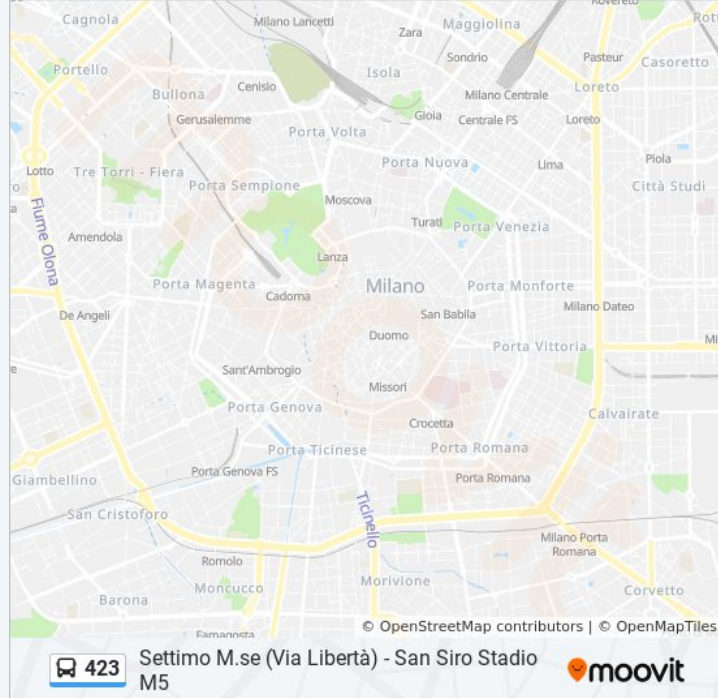 Rovereto
Cagnola
Milano Lancetti
Zara
Maggiolina
Rott
Portello
Isola
Sondrio
Pasteur
Casoretto
Bullona
Cenisio
Milano Centrale
Loreto
Gerusalemme
Porta Volta
Gioia
Centrale FS
Loreto
Lotto
Tre Torri - Fiera
Porta Nuova
Lima
Piola
Porta Sempione
Città Studi
o
Moscova
a
Fiume Olona
Turati
Porta Venezia
Amendola
Lanza
Porta Magenta
Milano
Porta Monforte
Cadorna
Milano Dateo
De Angeli
San Babila
Duomo
Porta Vittoria
Mi
e
Sant'Ambrogio
Missori
Porta Genova
Calvairate
Crocetta
Porta Ticinese
Porta Romana
Giambellino
Porta Genova FS
Porta Romana
San Cristoforo
Ticinello
Milano Porta
Romana
Romolo
Morivione
Moncucco
Corvetto
Barona
Famagosta
© OpenStreetMap contributors | © OpenMapTiles
423
Settimo M.se (Via Libertà) - San Siro Stadio
M5
moovit